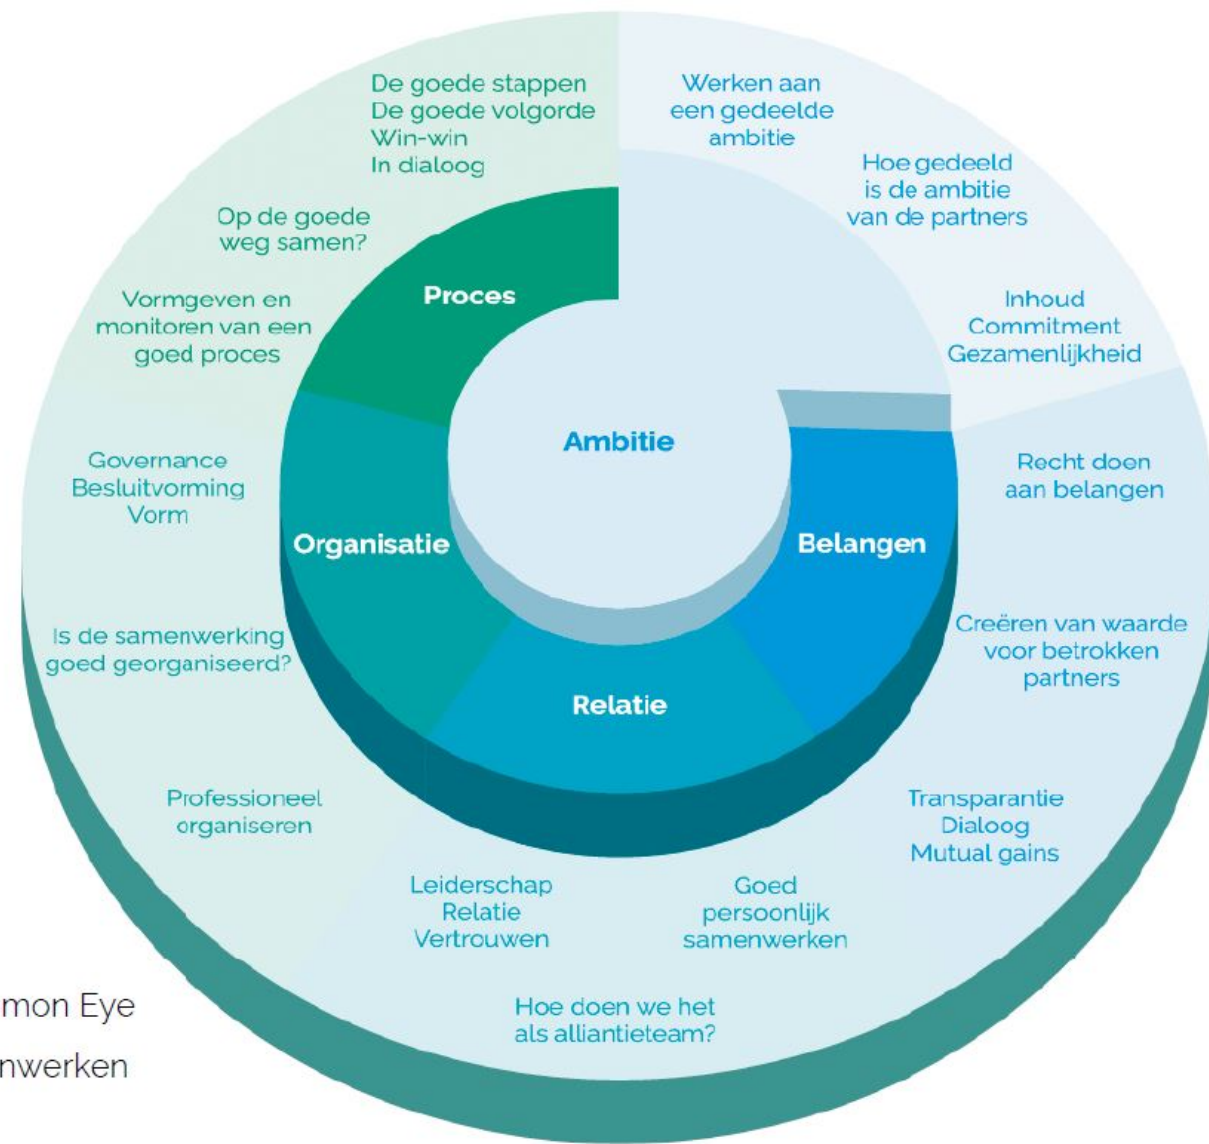 De goede stappen
De goede volgorde
Win-win
In dialoog
Op de goede
weg samen?
Vormgeven en
monitoren van een
goed proces
Proces
Werken aan
een gedeelde
ambitie
Hoe gedeeld
is de ambitie
van de partners
Inhoud
Commitment
Gezamenlijkheid
Ambitie
Recht doen
aan belangen
Creëren van waarde
voor betrokken
partners
Transparantie
Dialoog
Mutual gains
Belangen
Relatie
Goed
persoonlijk
samenwerken
Hoe doen we het
als alliantieteam?
Leiderschap
Relatie
Vertrouwen
Organisatie
Governance
Besluitvorming
Vorm
Is de samenwerking
goed georganiseerd?
Professioneel
organiseren
mon Eye
nwerken